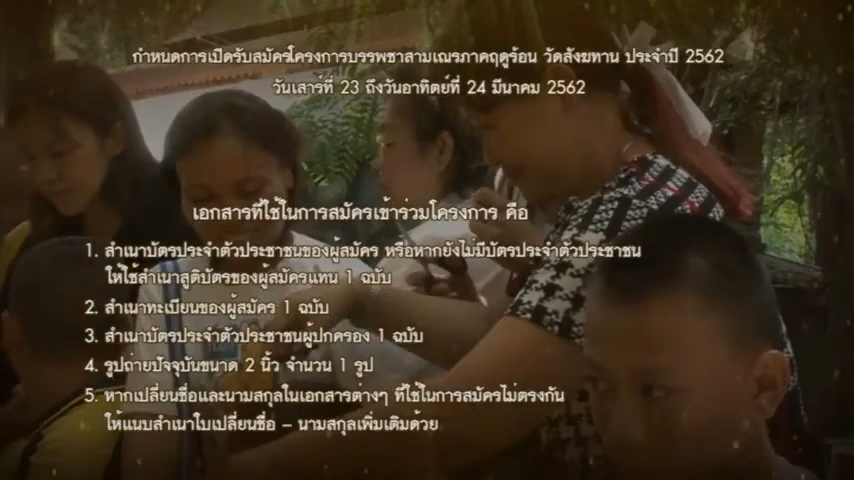 กำหนดการเปิดรับสมัครโครงการบรรพชาสามเณรภาคฤดูร้อน วัดสังฆทาน ประจำปี 2562
วันเสาร์ที่ 23 ถึงวันอาทิตย์ที่ 24 มีนาคม 2562
เอกสารที่ใช้ในการสมัครเข้าร่วมโครงการ คือ
1. สำเนาบัตรประจำตัวประชาชนของผู้สมัคร หรือหากยังไม่มีบัตรประจำตัวประชาชน
ให้ใช้สำเนาสูติบัตรของผู้สมัครแทน 1 ฉบับ
2. สำเนาทะเบียนของผู้สมัคร 1 ฉบับ
3. สำเนาบัตรประจำตัวประชาชนผู้ปกครอง 1 ฉบับ
4. รูปถ่ายปัจจุบันขนาด 2 นิ้ว จำนวน 1 รูป
5. หากเปลี่ยนชื่อและนามสกุลในเอกสารต่างๆ ที่ใช้ในการสมัครไม่ตรงกัน
ให้แนบสำเนาใบเปลี่ยนชื่อ – นามสกุลเพิ่มเติมด้วย